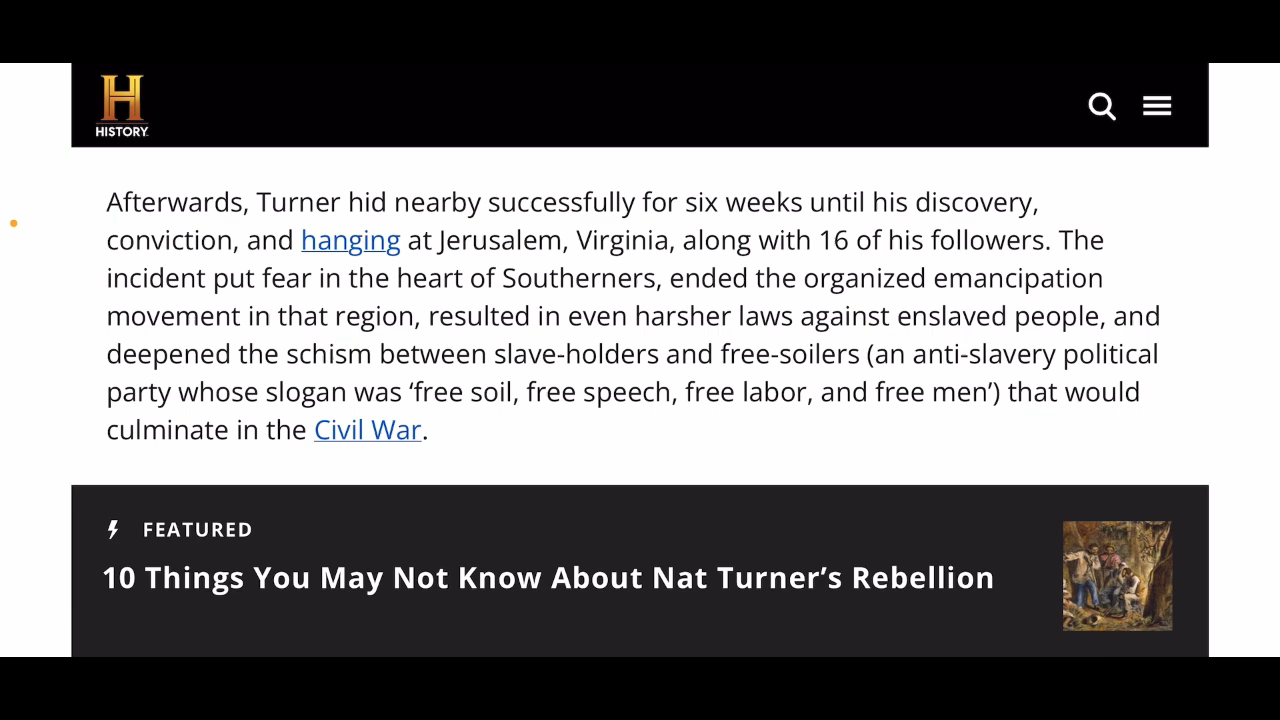 H
HISTORY
Afterwards, Turner hid nearby successfully for six weeks until his discovery,
conviction, and hanging at Jerusalem, Virginia, along with 16 of his followers. The
incident put fear in the heart of Southerners, ended the organized emancipation
movement in that region, resulted in even harsher laws against enslaved people, and
deepened the schism between slave-holders and free-soilers (an anti-slavery political
party whose slogan was ‘free soil, free speech, free labor, and free men’) that would
culminate in the Civil War.
FEATURED
10 Things You May Not Know About Nat Turner’s Rebellion